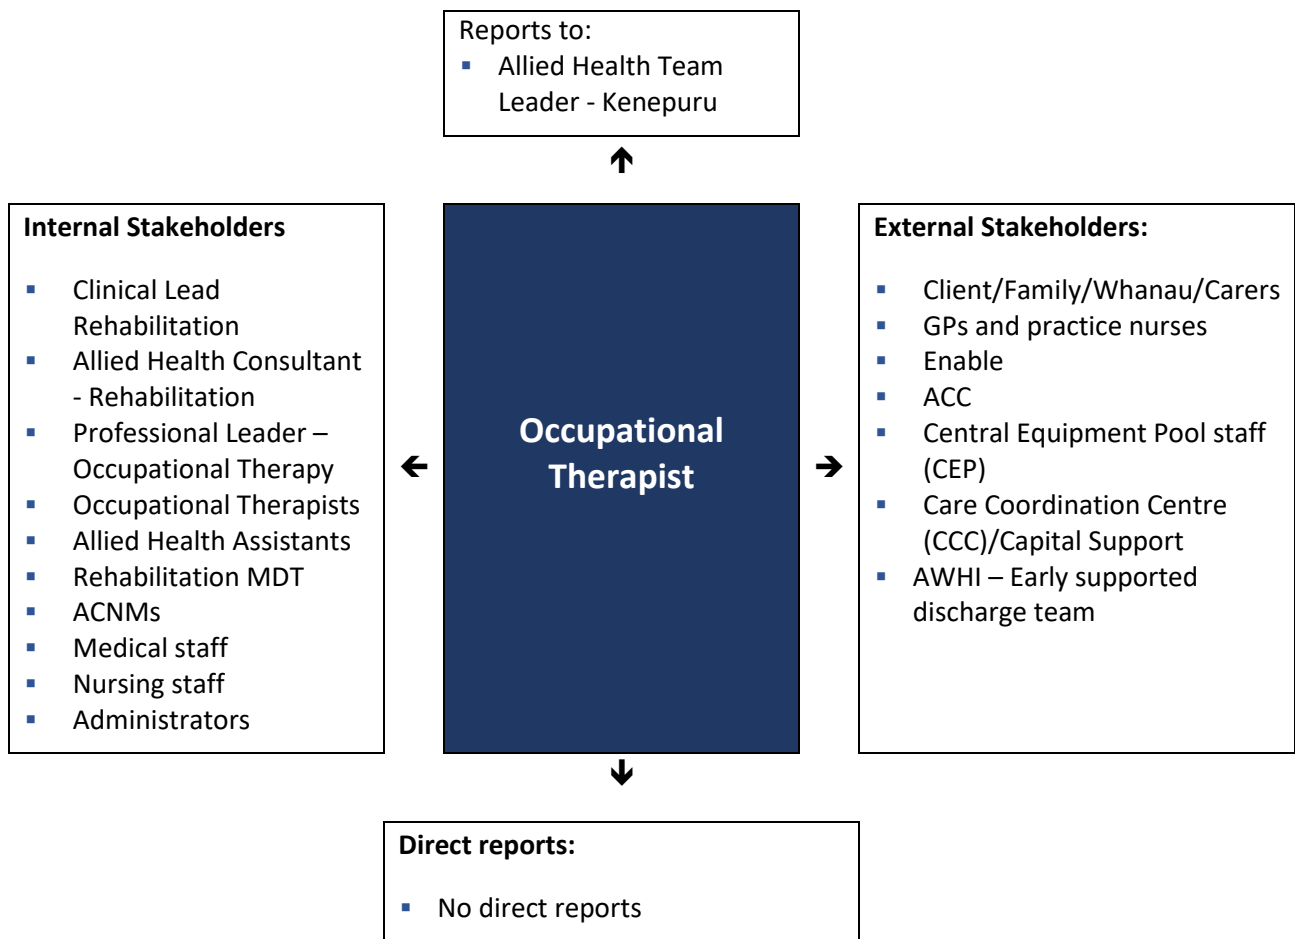 Reports to:
▪ Allied Health Team
Leader - Kenepuru
Internal Stakeholders
▪ Clinical Lead
Rehabilitation
▪ Allied Health Consultant
- Rehabilitation
▪ Professional Leader –
Occupational Therapy
▪ Occupational Therapists
▪ Allied Health Assistants
▪ Rehabilitation MDT
▪ ACNMs
▪ Medical staff
▪ Nursing staff
▪ Administrators
Occupational
Therapist
External Stakeholders:
▪ Client/Family/Whanau/Carers
▪ GPs and practice nurses
▪ Enable
▪ ACC
▪ Central Equipment Pool staff
(CEP)
▪ Care Coordination Centre
(CCC)/Capital Support
▪ AWHI – Early supported
discharge team
Direct reports:
▪ No direct reports